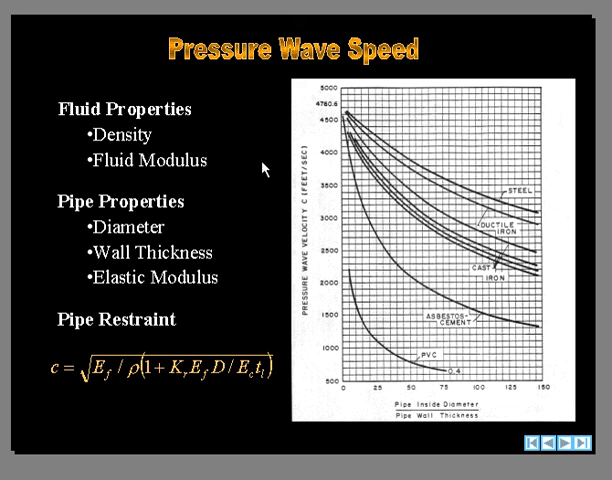 Pressure Wave Speed
Fluid Properties
•Density
•Fluid Modulus
Pipe Properties
•Diameter
•Wall Thickness
•Elastic Modulus
Pipe Restraint
c = √E_f / ρ(1 + K_r E_f D / E_c t_l)
PRESSURE WAVE VELOCITY C (FEET/SEC)
5000
4760.6
4500
4000
3500
3000
2500
2000
1500
1000
500
STEEL
DUCTILE
IRON
CAST
IRON
ASBESTOS-
CEMENT
PVC
0.4
0 25 50 75 100 125 150
Pipe Inside Diameter
Pipe Wall Thickness